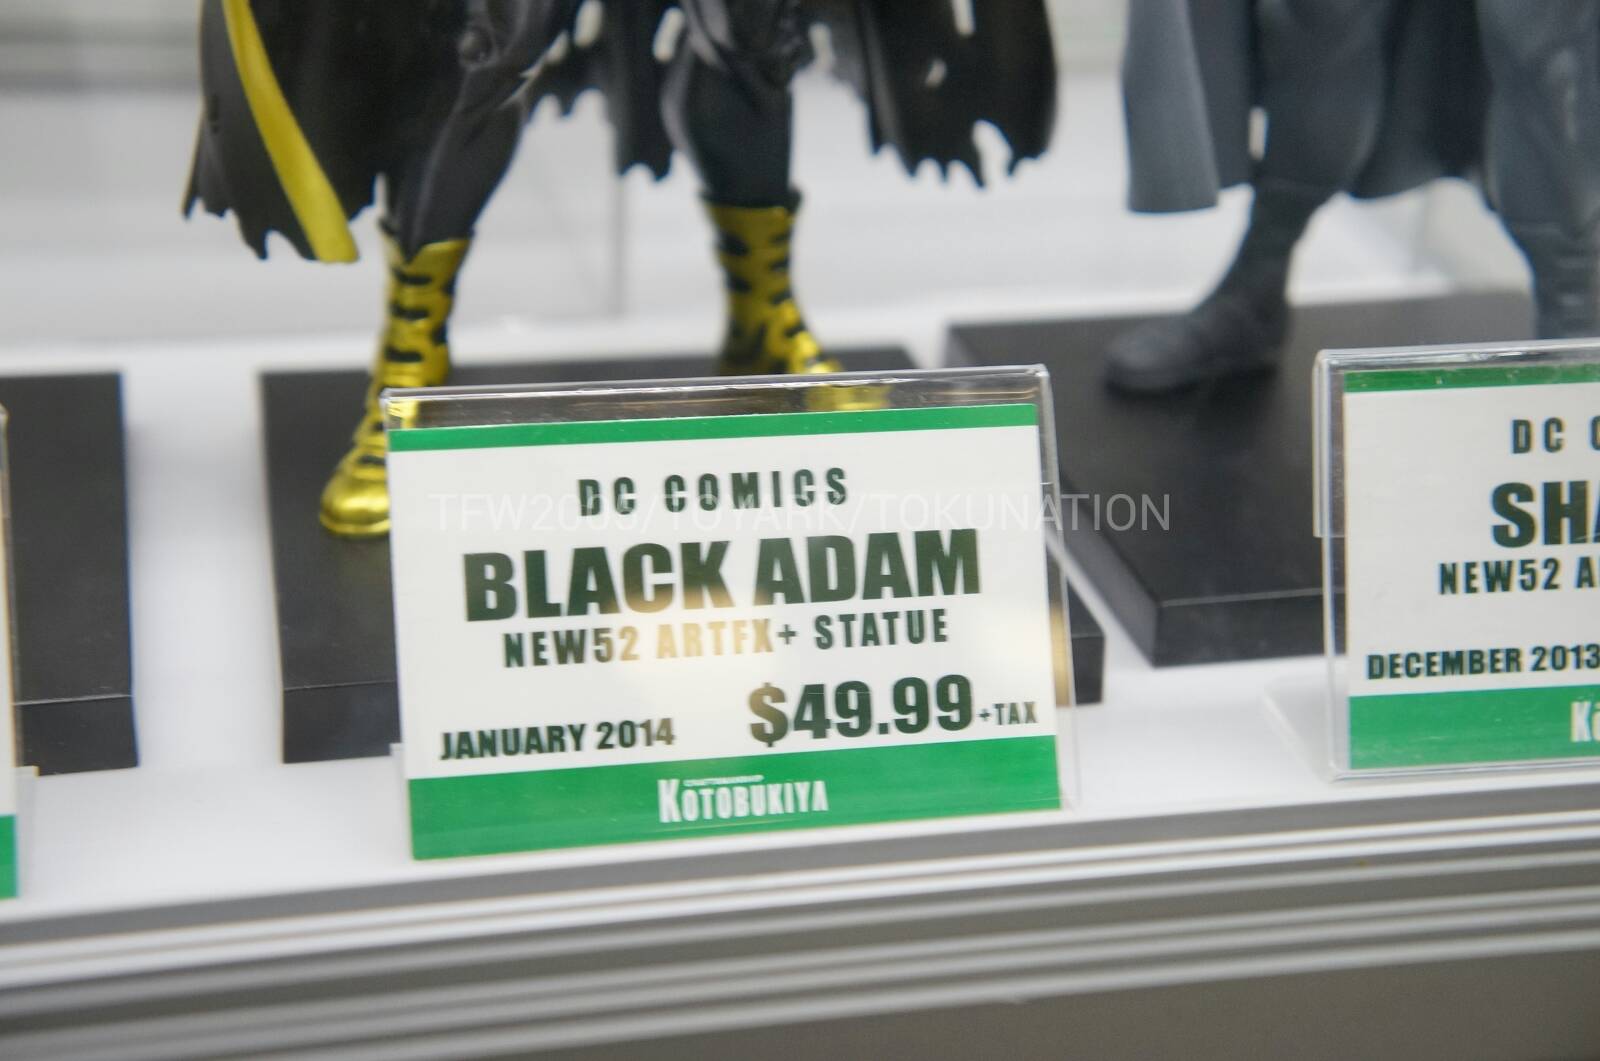 DC COMICS
TFW2005/TOYARK/TOKUNATION
BLACK ADAM
NEW52 ARTFX+ STATUE
JANUARY 2014 $49.99+TAX
KOTOBUKIYA
DC
SHA
NEW52
DECEMBER 2013